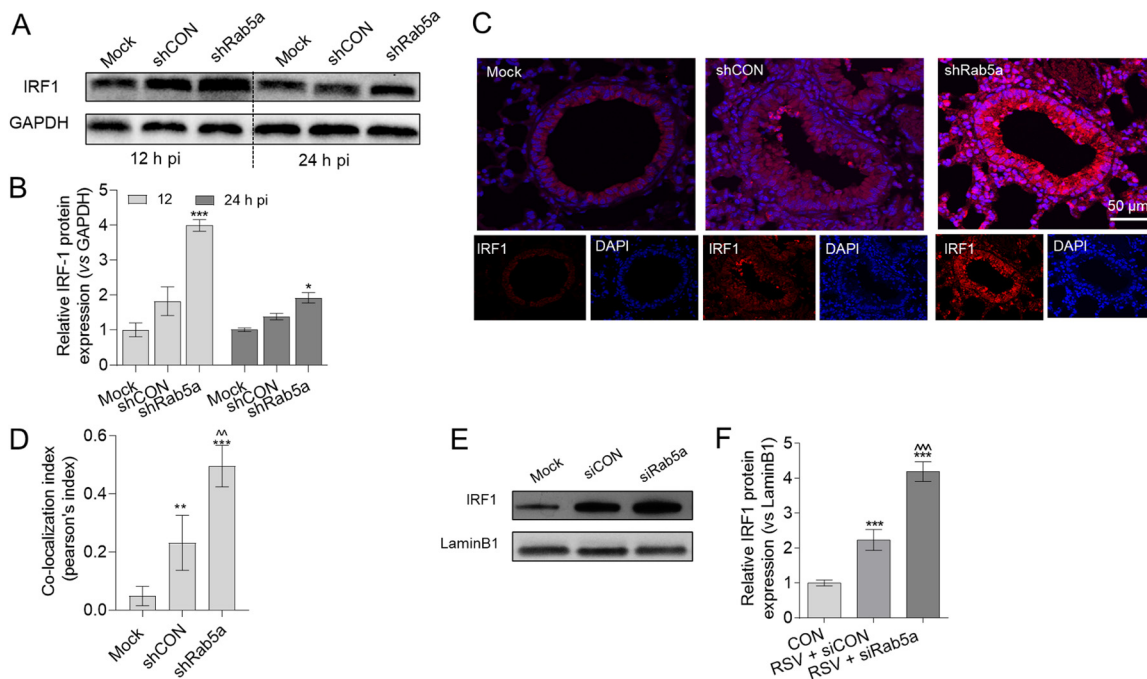 A
Mock
shCON
shRab5a
Mock
shCON
shRab5a
IRF1
GAPDH
12 h pi
24 h pi
B
12
24 h pi
Relative IRF-1 protein
expression (vs GAPDH)
5
4
3
2
1
0
***
*
Mock
shCON
shRab5a
Mock
shCON
shRab5a
C
Mock
shCON
shRab5a
50 μm
IRF1
DAPI
IRF1
DAPI
IRF1
DAPI
D
Co-localization index
(pearson's index)
0.6
0.4
0.2
0.0
**
^^
***
Mock
shCON
shRab5a
E
Mock
siCON
siRab5a
IRF1
LaminB1
F
Relative IRF1 protein
expression (vs LaminB1)
5
4
3
2
1
0
***
^^^
***
CON
RSV + siCON
RSV + siRab5a